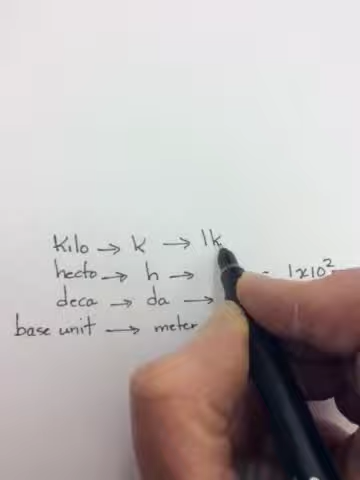 Kilo → k → 1k
hecto → h → = 1x10²
deca → da →
base unit → meter